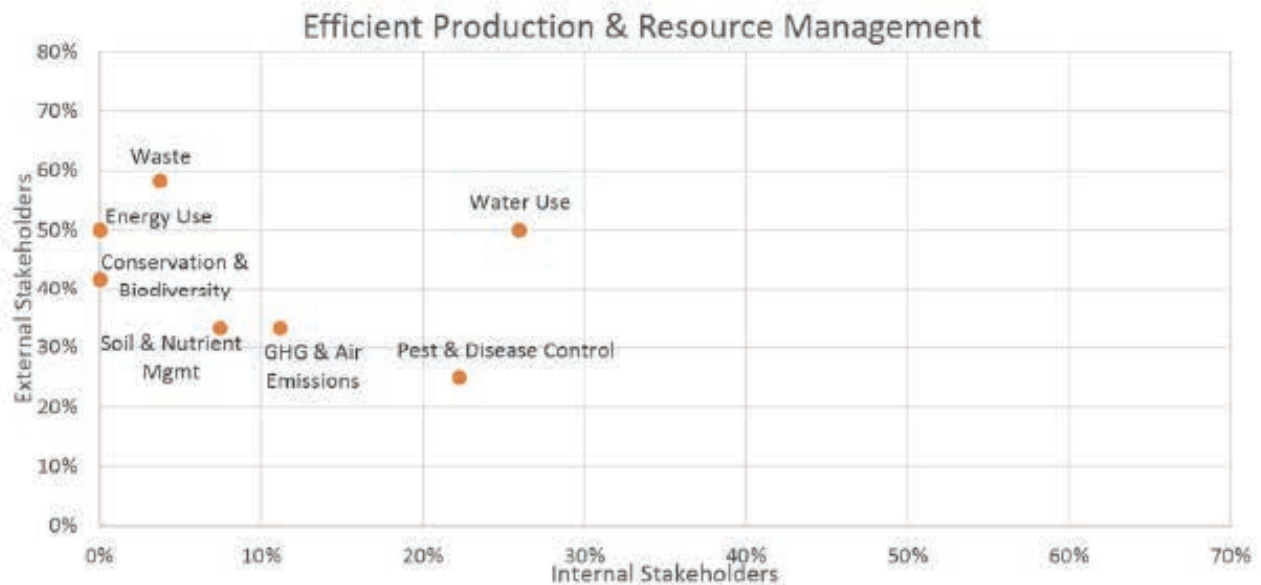 Efficient Production & Resource Management
80%
70%
60%
50%
40%
30%
20%
10%
0%
External Stakeholders
Waste
Energy Use
Water Use
Conservation &
Biodiversity
Soil & Nutrient
Mgmt
GHG & Air
Emissions
Pest & Disease Control
0%
10%
20%
30%
40%
50%
60%
70%
Internal Stakeholders